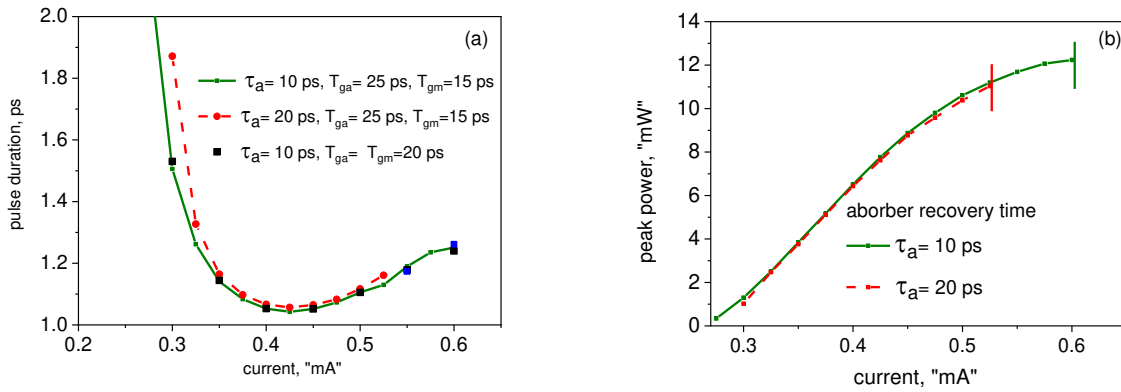 (a)
2.0
1.8
1.6
1.4
1.2
1.0
pulse duration, ps
τa= 10 ps, Tga= 25 ps, Tgm=15 ps
τa= 20 ps, Tga= 25 ps, Tgm=15 ps
τa= 10 ps, Tga= Tgm=20 ps
0.2 0.3 0.4 0.5 0.6
current, "mA"
(b)
14
12
10
8
6
4
2
0
peak power, "mW"
aborber recovery time
τa= 10 ps
τa= 20 ps
0.3 0.4 0.5 0.6
current, "mA"